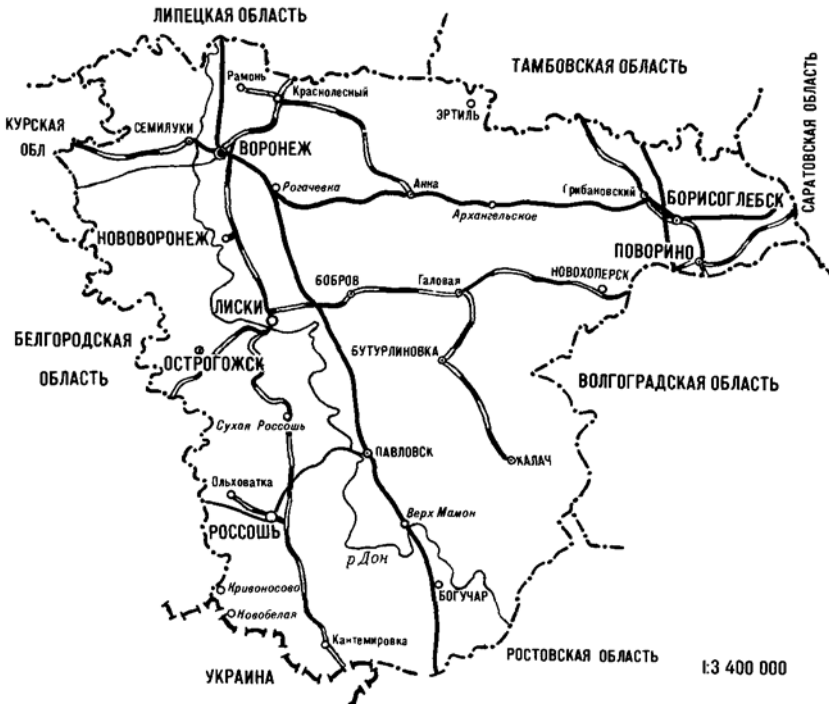 ЛИПЕЦКАЯ ОБЛАСТЬ
ТАМБОВСКАЯ ОБЛАСТЬ
САРАТОВСКАЯ ОБЛАСТЬ
Рамонь
Краснолесный
ЭРТИЛЬ
КУРСКАЯ
ОБЛ
СЕМИЛУКИ
ВОРОНЕЖ
Рогачевка
Анна
Архангельское
Грибановский
БОРИСОГЛЕБСК
НОВОВОРОНЕЖ
ПОВОРИНО
БОБРОВ
Галовая
НОВОХОПЕРСК
ЛИСКИ
БЕЛГОРОДСКАЯ
ОБЛАСТЬ
ОСТРОГОЖСК
БУТУРЛИНОВКА
ВОЛГОГРАДСКАЯ ОБЛАСТЬ
Сухая Россошь
ПАВЛОВСК
КАЛАЧ
Ольховатка
РОССОШЬ
Верх Мамон
р Дон
Кривоносово
БОГУЧАР
Новобелая
Кантемировка
УКРАИНА
РОСТОВСКАЯ ОБЛАСТЬ
1:3 400 000